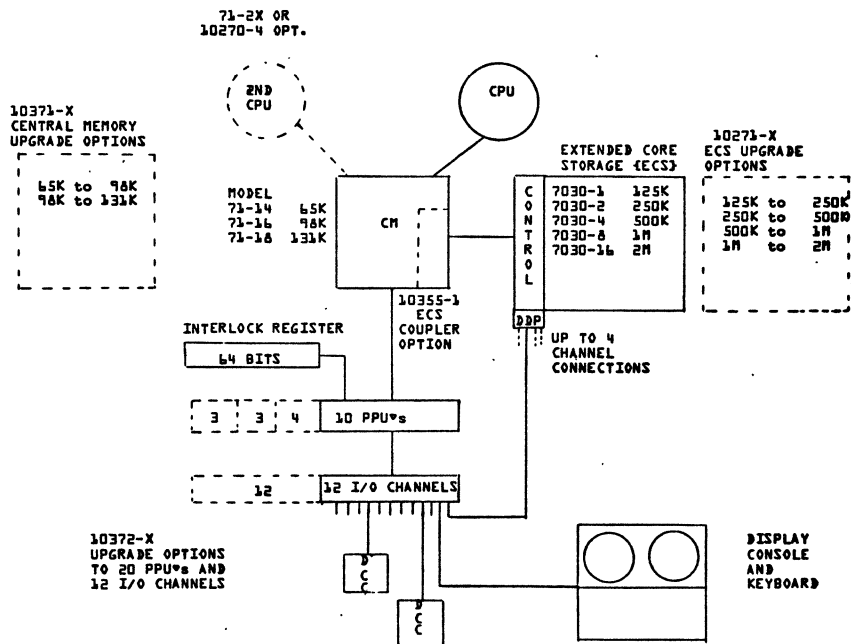 71-2X OR
10270-4 OPT.
2ND
CPU
CPU
10371-X
CENTRAL MEMORY
UPGRADE OPTIONS
65K to 98K
98K to 131K
MODEL
71-14 65K
71-16 98K
71-18 131K
CM
10355-1
ECS
COUPLER
OPTION
EXTENDED CORE
STORAGE {ECS}
CONTROL
7030-1 125K
7030-2 250K
7030-4 500K
7030-8 1M
7030-16 2M
DDP
UP TO 4
CHANNEL
CONNECTIONS
10271-X
ECS UPGRADE
OPTIONS
125K to 250K
250K to 500K
500K to 1M
1M to 2M
INTERLOCK REGISTER
64 BITS
3 3 4 10 PPU▾s
12 12 I/O CHANNELS
10372-X
UPGRADE OPTIONS
TO 20 PPU▾s AND
12 I/O CHANNELS
DCC
DCC
DISPLAY
CONSOLE
AND
KEYBOARD